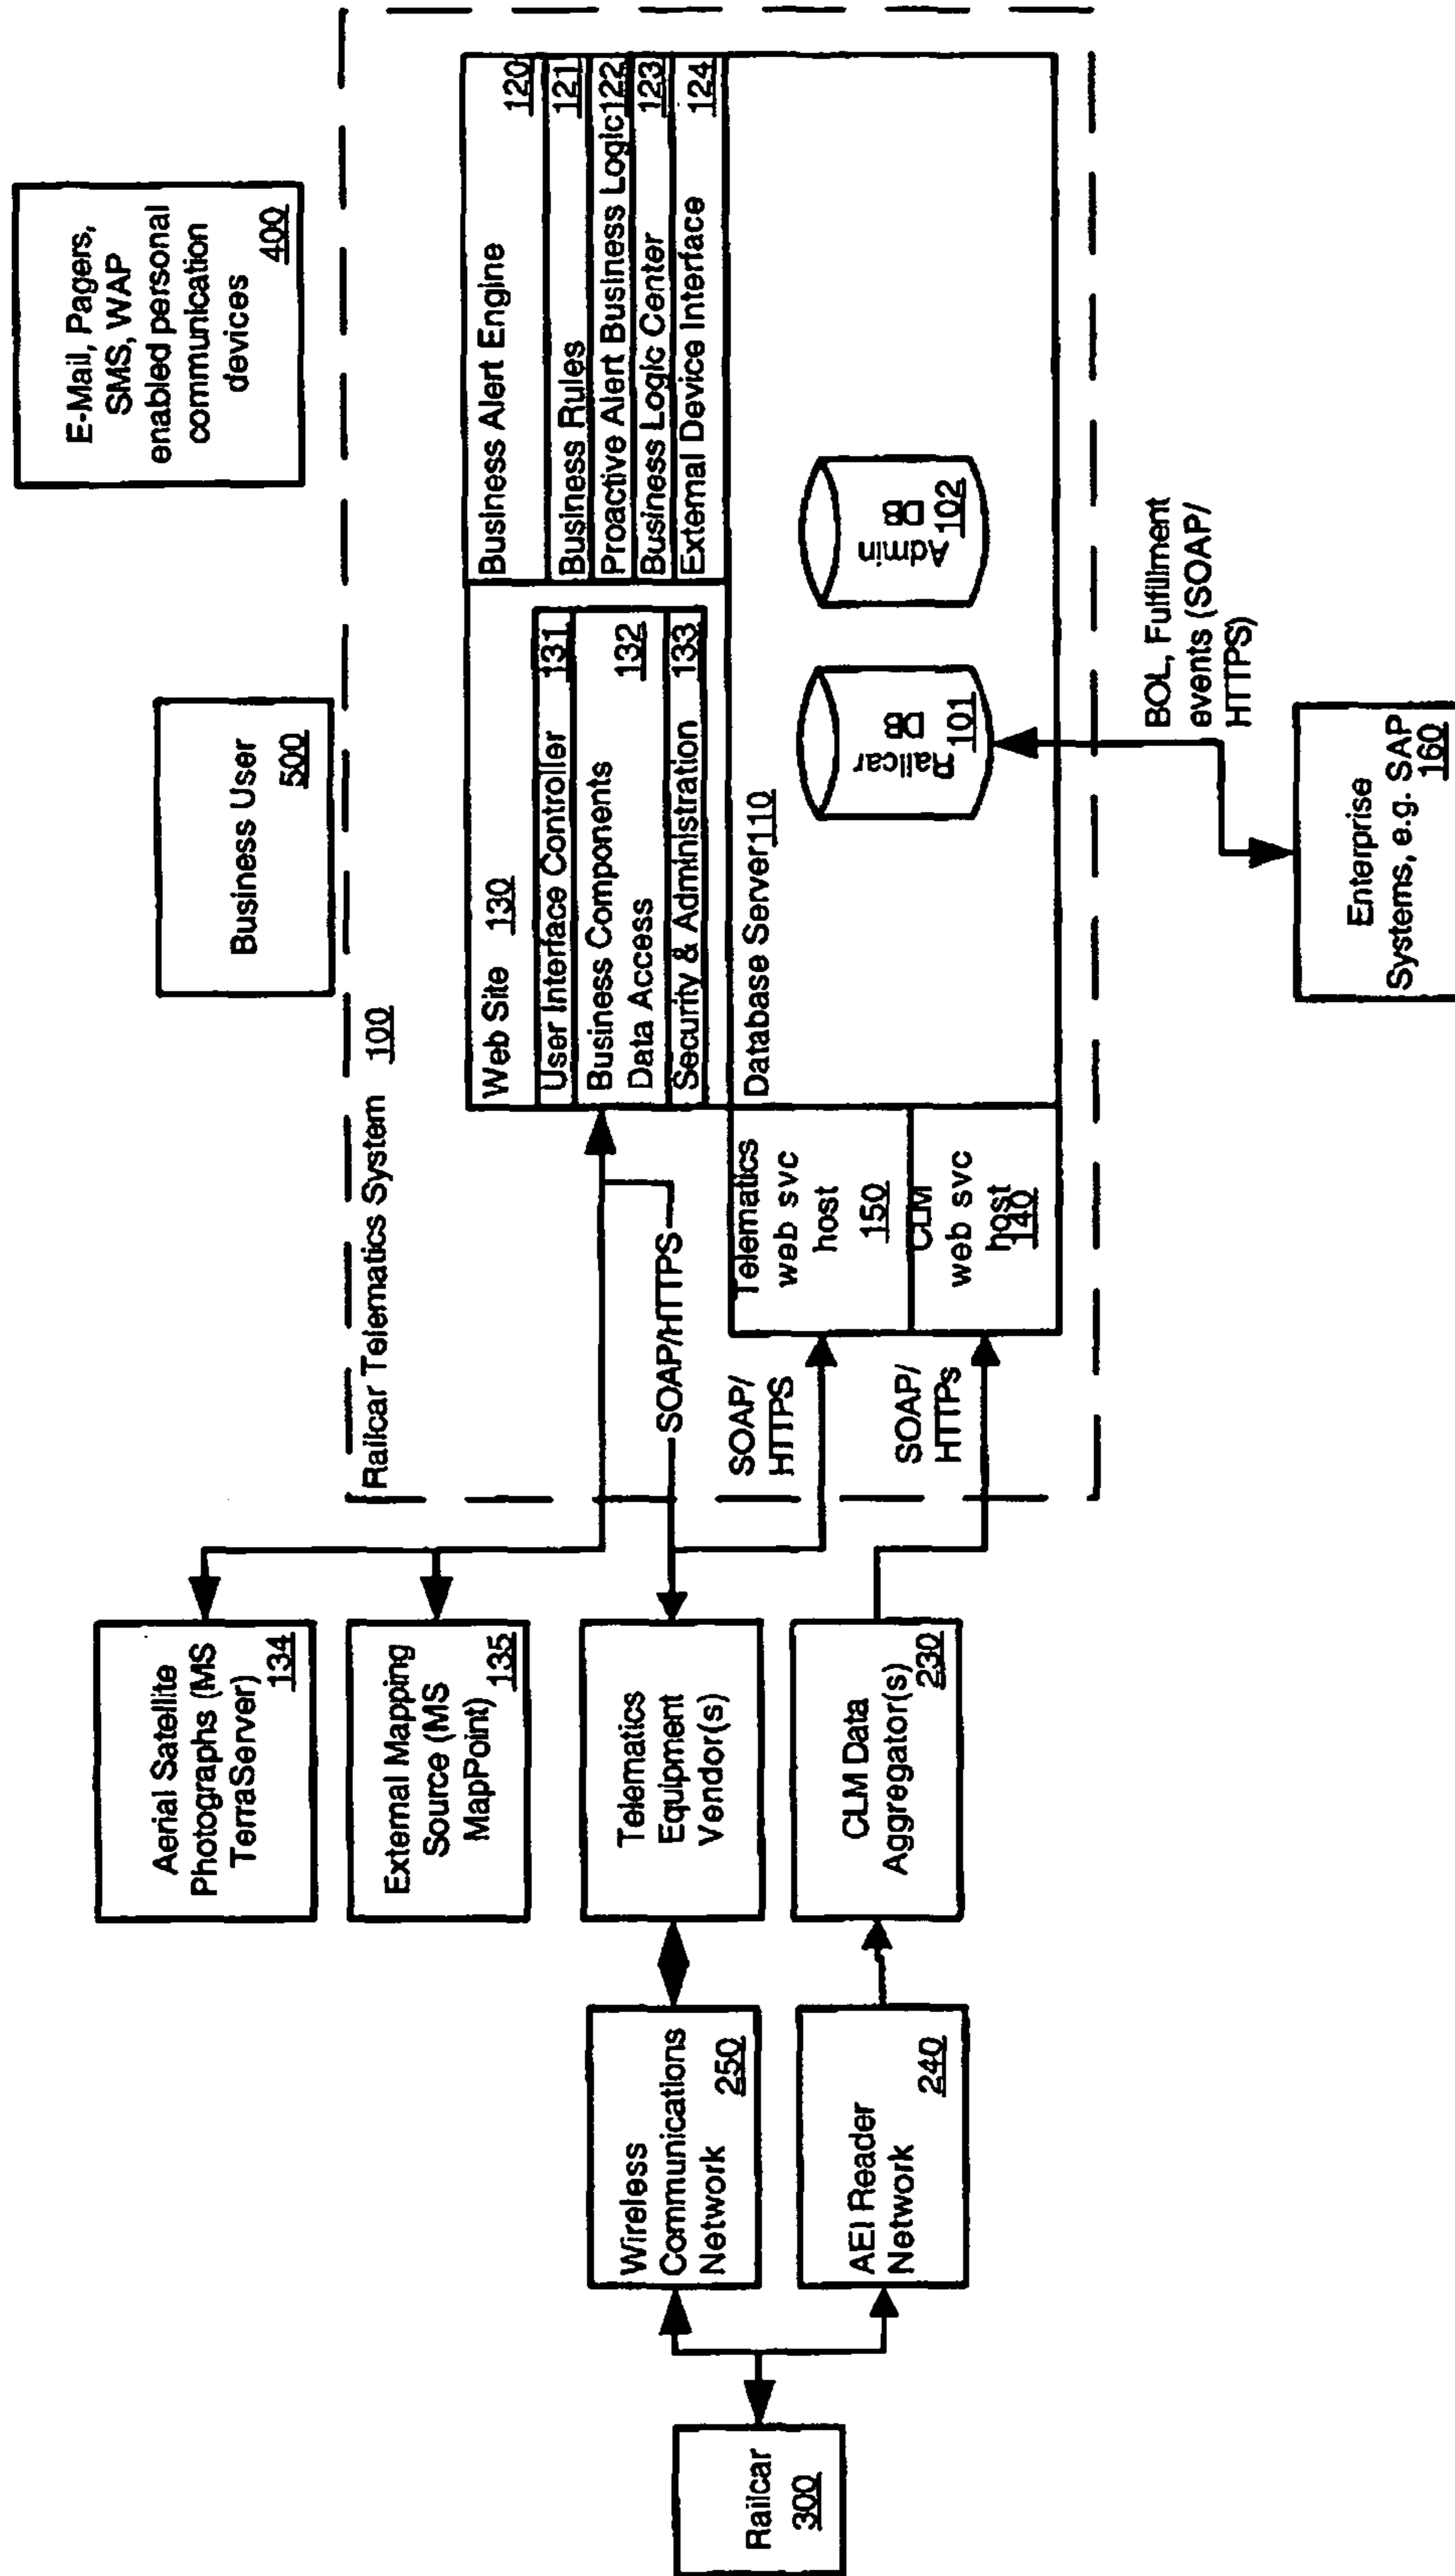 E-Mail, Pagers,
SMS, WAP
enabled personal
communication
devices
400
Business User
500
Railcar Telematics System 100
Aerial Satellite
Photographs (MS
TerraServer)
134
External Mapping
Source (MS
MapPoint)
135
Web Site 130
User Interface Controller 131
Business Components
132
Data Access
Security & Administration 133
Business Alert Engine 120
Business Rules 121
Proactive Alert Business Logic 122
Business Logic Center 123
External Device Interface 124
SOAP/HTTPS
Wireless
Communications
Network 250
Telematics
Equipment
Vendor(s)
SOAP/
HTTPS
Telematics
web svc
host
150
Database Server 110
Railcar
DB
101
Admin
DB
102
Railcar
300
AEI Reader
Network
240
CLM Data
Aggregator(s)
230
SOAP/
HTTPs
CLM
web svc
host
140
BOL, Fulfillment
events (SOAP/
HTTPS)
Enterprise
Systems, e.g. SAP
160